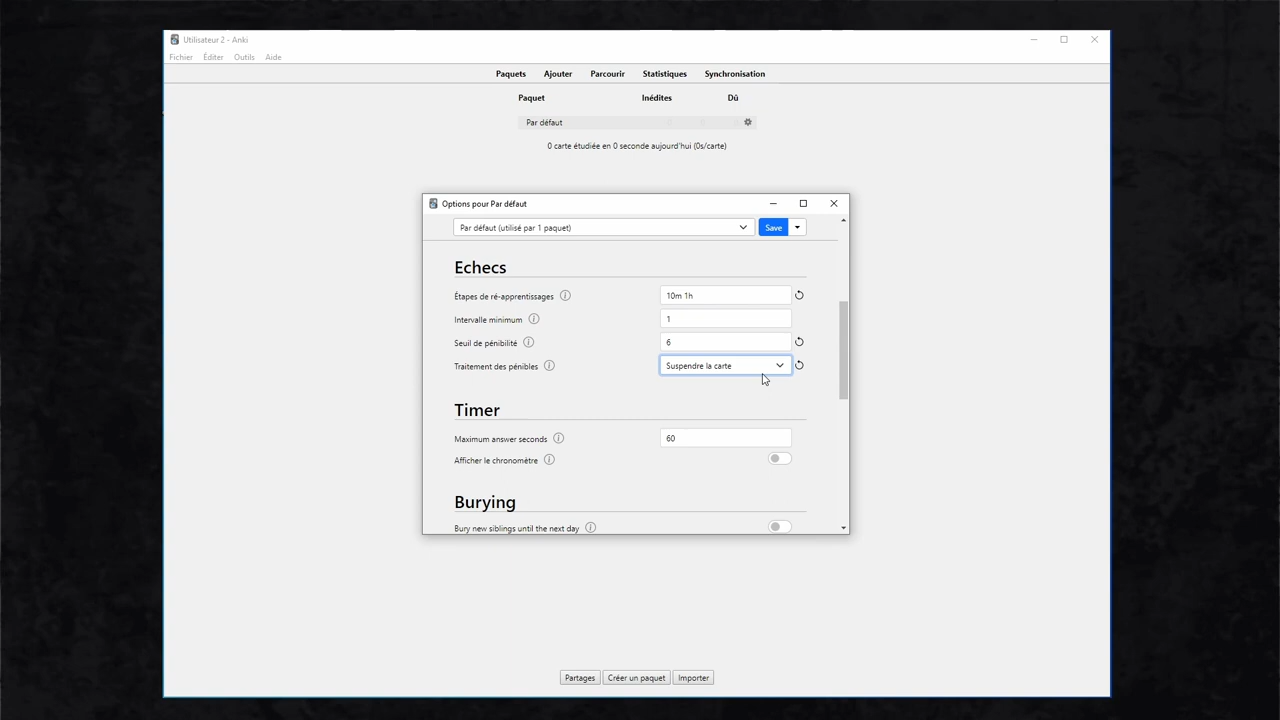 Utilisateur 2 - Anki
Fichier Éditer Outils Aide
Paquets Ajouter Parcourir Statistiques Synchronisation
Paquet Inédites Dû
Par défaut
0 carte étudiée en 0 seconde aujourd'hui (0s/carte)
Options pour Par défaut
Par défaut (utilisé par 1 paquet) Save
Echecs
Étapes de ré-apprentissages 10m 1h
Intervalle minimum 1
Seuil de pénibilité 6
Traitement des pénibles Suspendre la carte
Timer
Maximum answer seconds 60
Afficher le chronomètre
Burying
Bury new siblings until the next day
Partages Créer un paquet Importer